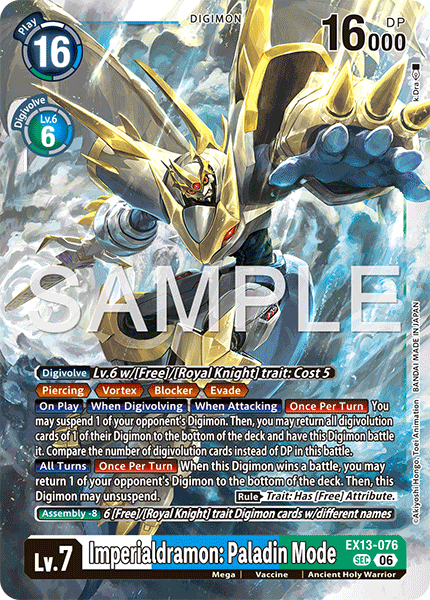 DIGIMON
Play
16
16000
DP
Digivolve
Lv.6
6
k.Dra
SAMPLE
Digivolve Lv.6 w/[Free]/[Royal Knight] trait: Cost 5
Piercing Vortex Blocker Evade
On Play When Digivolving When Attacking Once Per Turn You
may suspend 1 of your opponent's Digimon. Then, you may return all digivolution
cards of 1 of their Digimon to the bottom of the deck and have this Digimon battle
it. Compare the number of digivolution cards instead of DP in this battle.
All Turns Once Per Turn When this Digimon wins a battle, you may
return 1 of your opponent's Digimon to the bottom of the deck. Then, this
Digimon may unsuspend.
Rule Trait: Has [Free] Attribute.
Assembly -8 6 [Free]/[Royal Knight] trait Digimon cards w/different names
©Akiyoshi Hongo, Toei Animation BANDAI MADE IN JAPAN
Lv.7
Imperialdramon: Paladin Mode
EX13-076
SEC 06
Mega | Vaccine | Ancient Holy Warrior